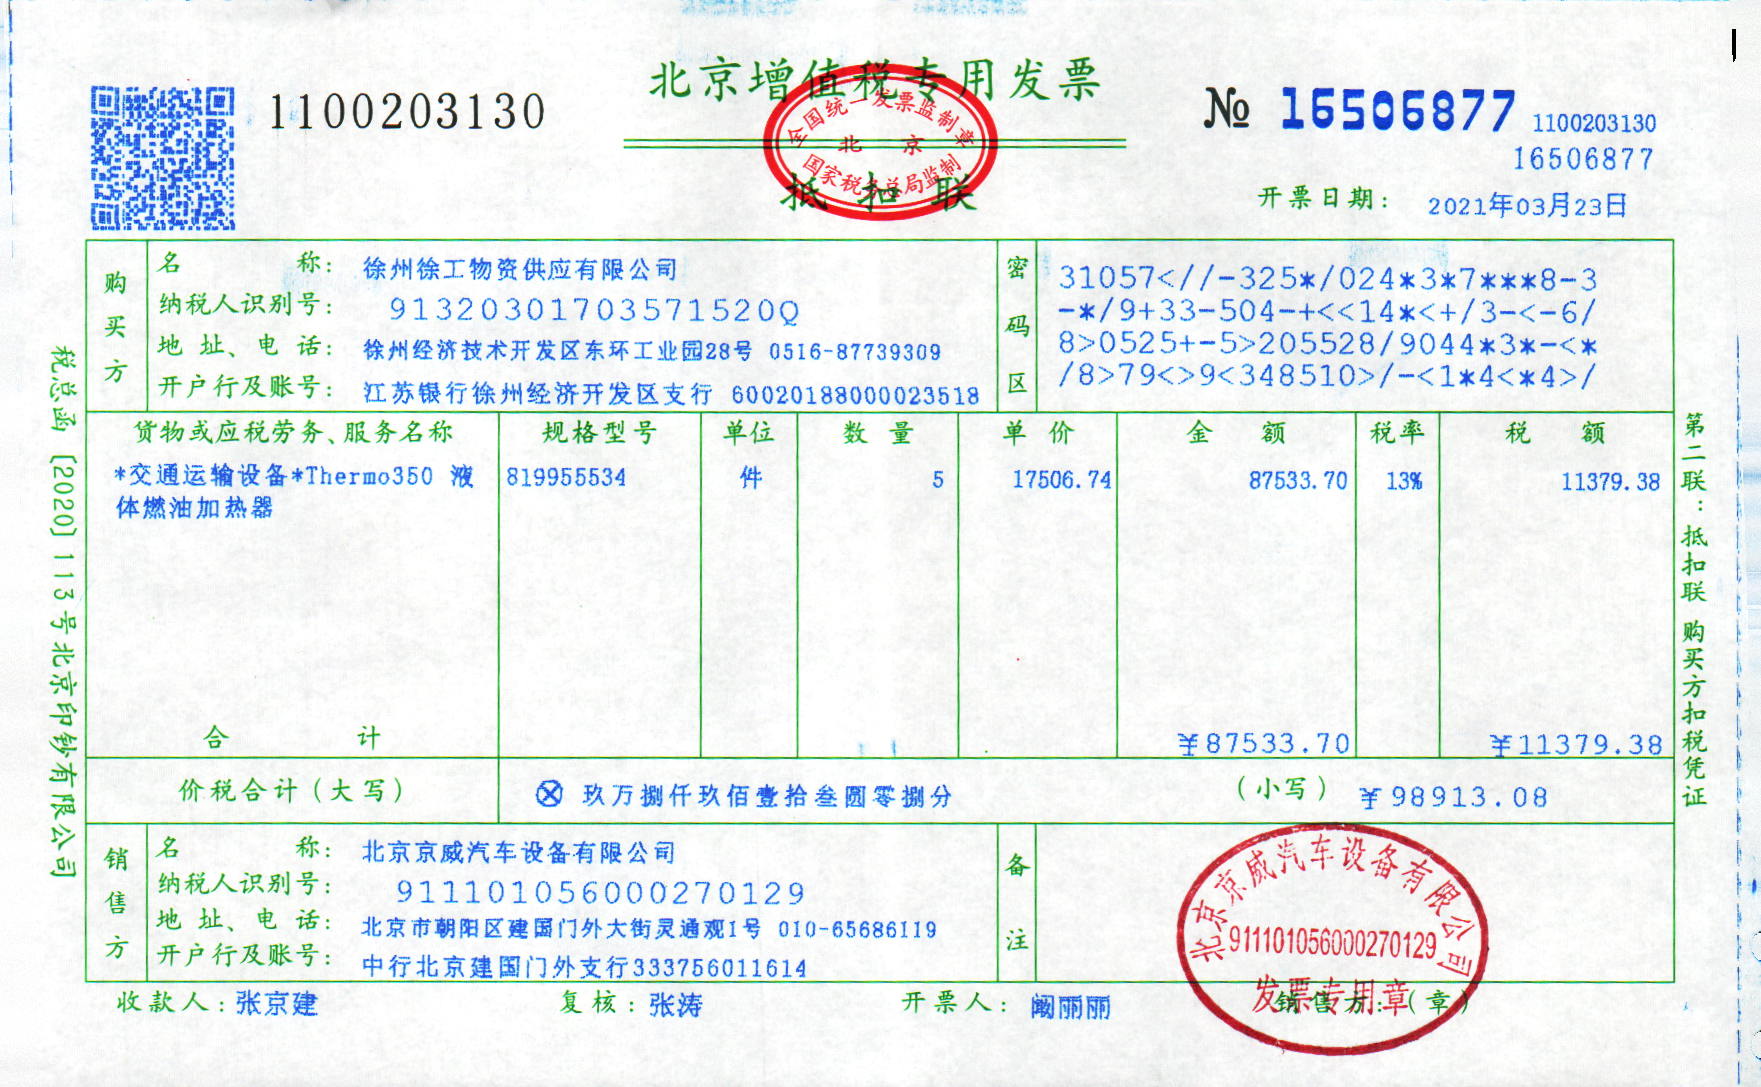 北京增值税专用发票
全国统一发票监制章
北京
国家税务总局监制
抵扣联
1100203130
№ 16506877
1100203130
16506877
开票日期： 2021年03月23日
税总函〔2020〕113号北京印钞有限公司
购买方
名称： 徐州徐工物资供应有限公司
纳税人识别号： 91320301703571520Q
地址、电话： 徐州经济技术开发区东环工业园28号 0516-87739309
开户行及账号： 江苏银行徐州经济开发区支行 60020188000023518
密码区
31057<//-325*/024*3*7***8-3
-*/9+33-504-+<<14*<+/3-<-6/
8>0525+-5>205528/9044*3*-<*
/8>79<>9<348510>/-<1*4<*4>/
货物或应税劳务、服务名称 规格型号 单位 数量 单价 金额 税率 税额
*交通运输设备*Thermo350 液 819955534 件 5 17506.74 87533.70 13% 11379.38
体燃油加热器
合计 ¥87533.70 ¥11379.38
价税合计（大写） ⊗ 玖万捌仟玖佰壹拾叁圆零捌分 （小写） ¥98913.08
第二联：抵扣联 购买方扣税凭证
销售方
名称： 北京京威汽车设备有限公司
纳税人识别号： 911101056000270129
地址、电话： 北京市朝阳区建国门外大街灵通观1号 010-65686119
开户行及账号： 中行北京建国门外支行333756011614
备注
北京京威汽车设备有限公司
911101056000270129
发票专用章
收款人： 张京建 复核： 张涛 开票人： 阚丽丽 销售方：（章）